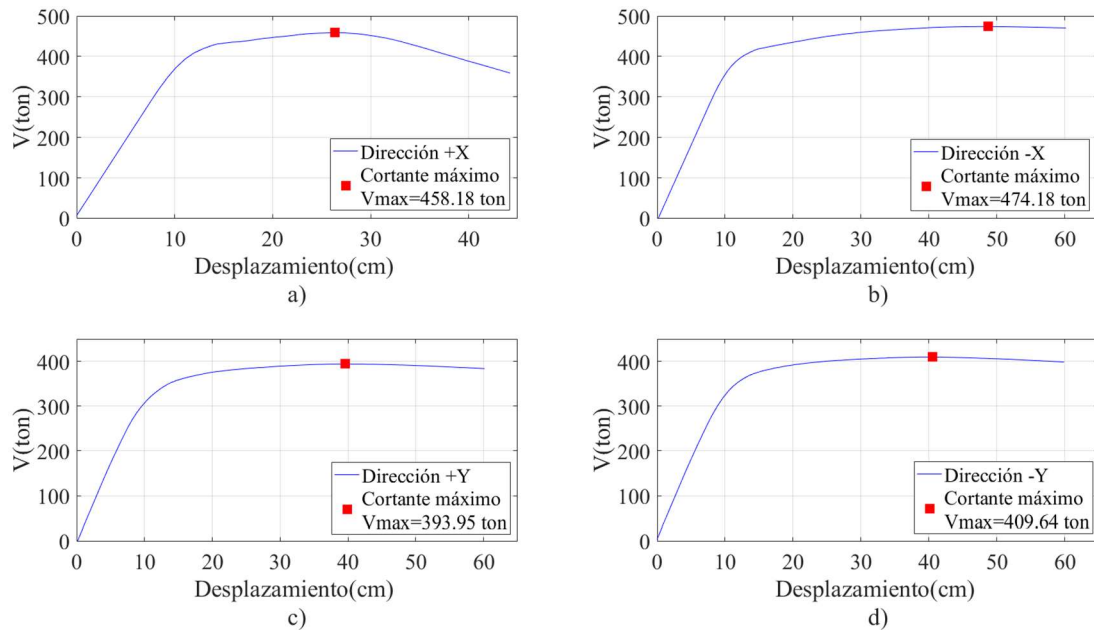 500
400
300
200
100
0
V(ton)
Dirección +X
Cortante máximo
Vmax=458.18 ton
0 10 20 30 40
Desplazamiento(cm)
a)
500
400
300
200
100
0
V(ton)
Dirección -X
Cortante máximo
Vmax=474.18 ton
0 10 20 30 40 50 60
Desplazamiento(cm)
b)
400
300
200
100
0
V(ton)
Dirección +Y
Cortante máximo
Vmax=393.95 ton
0 10 20 30 40 50 60
Desplazamiento(cm)
c)
400
300
200
100
0
V(ton)
Dirección -Y
Cortante máximo
Vmax=409.64 ton
0 10 20 30 40 50 60
Desplazamiento(cm)
d)